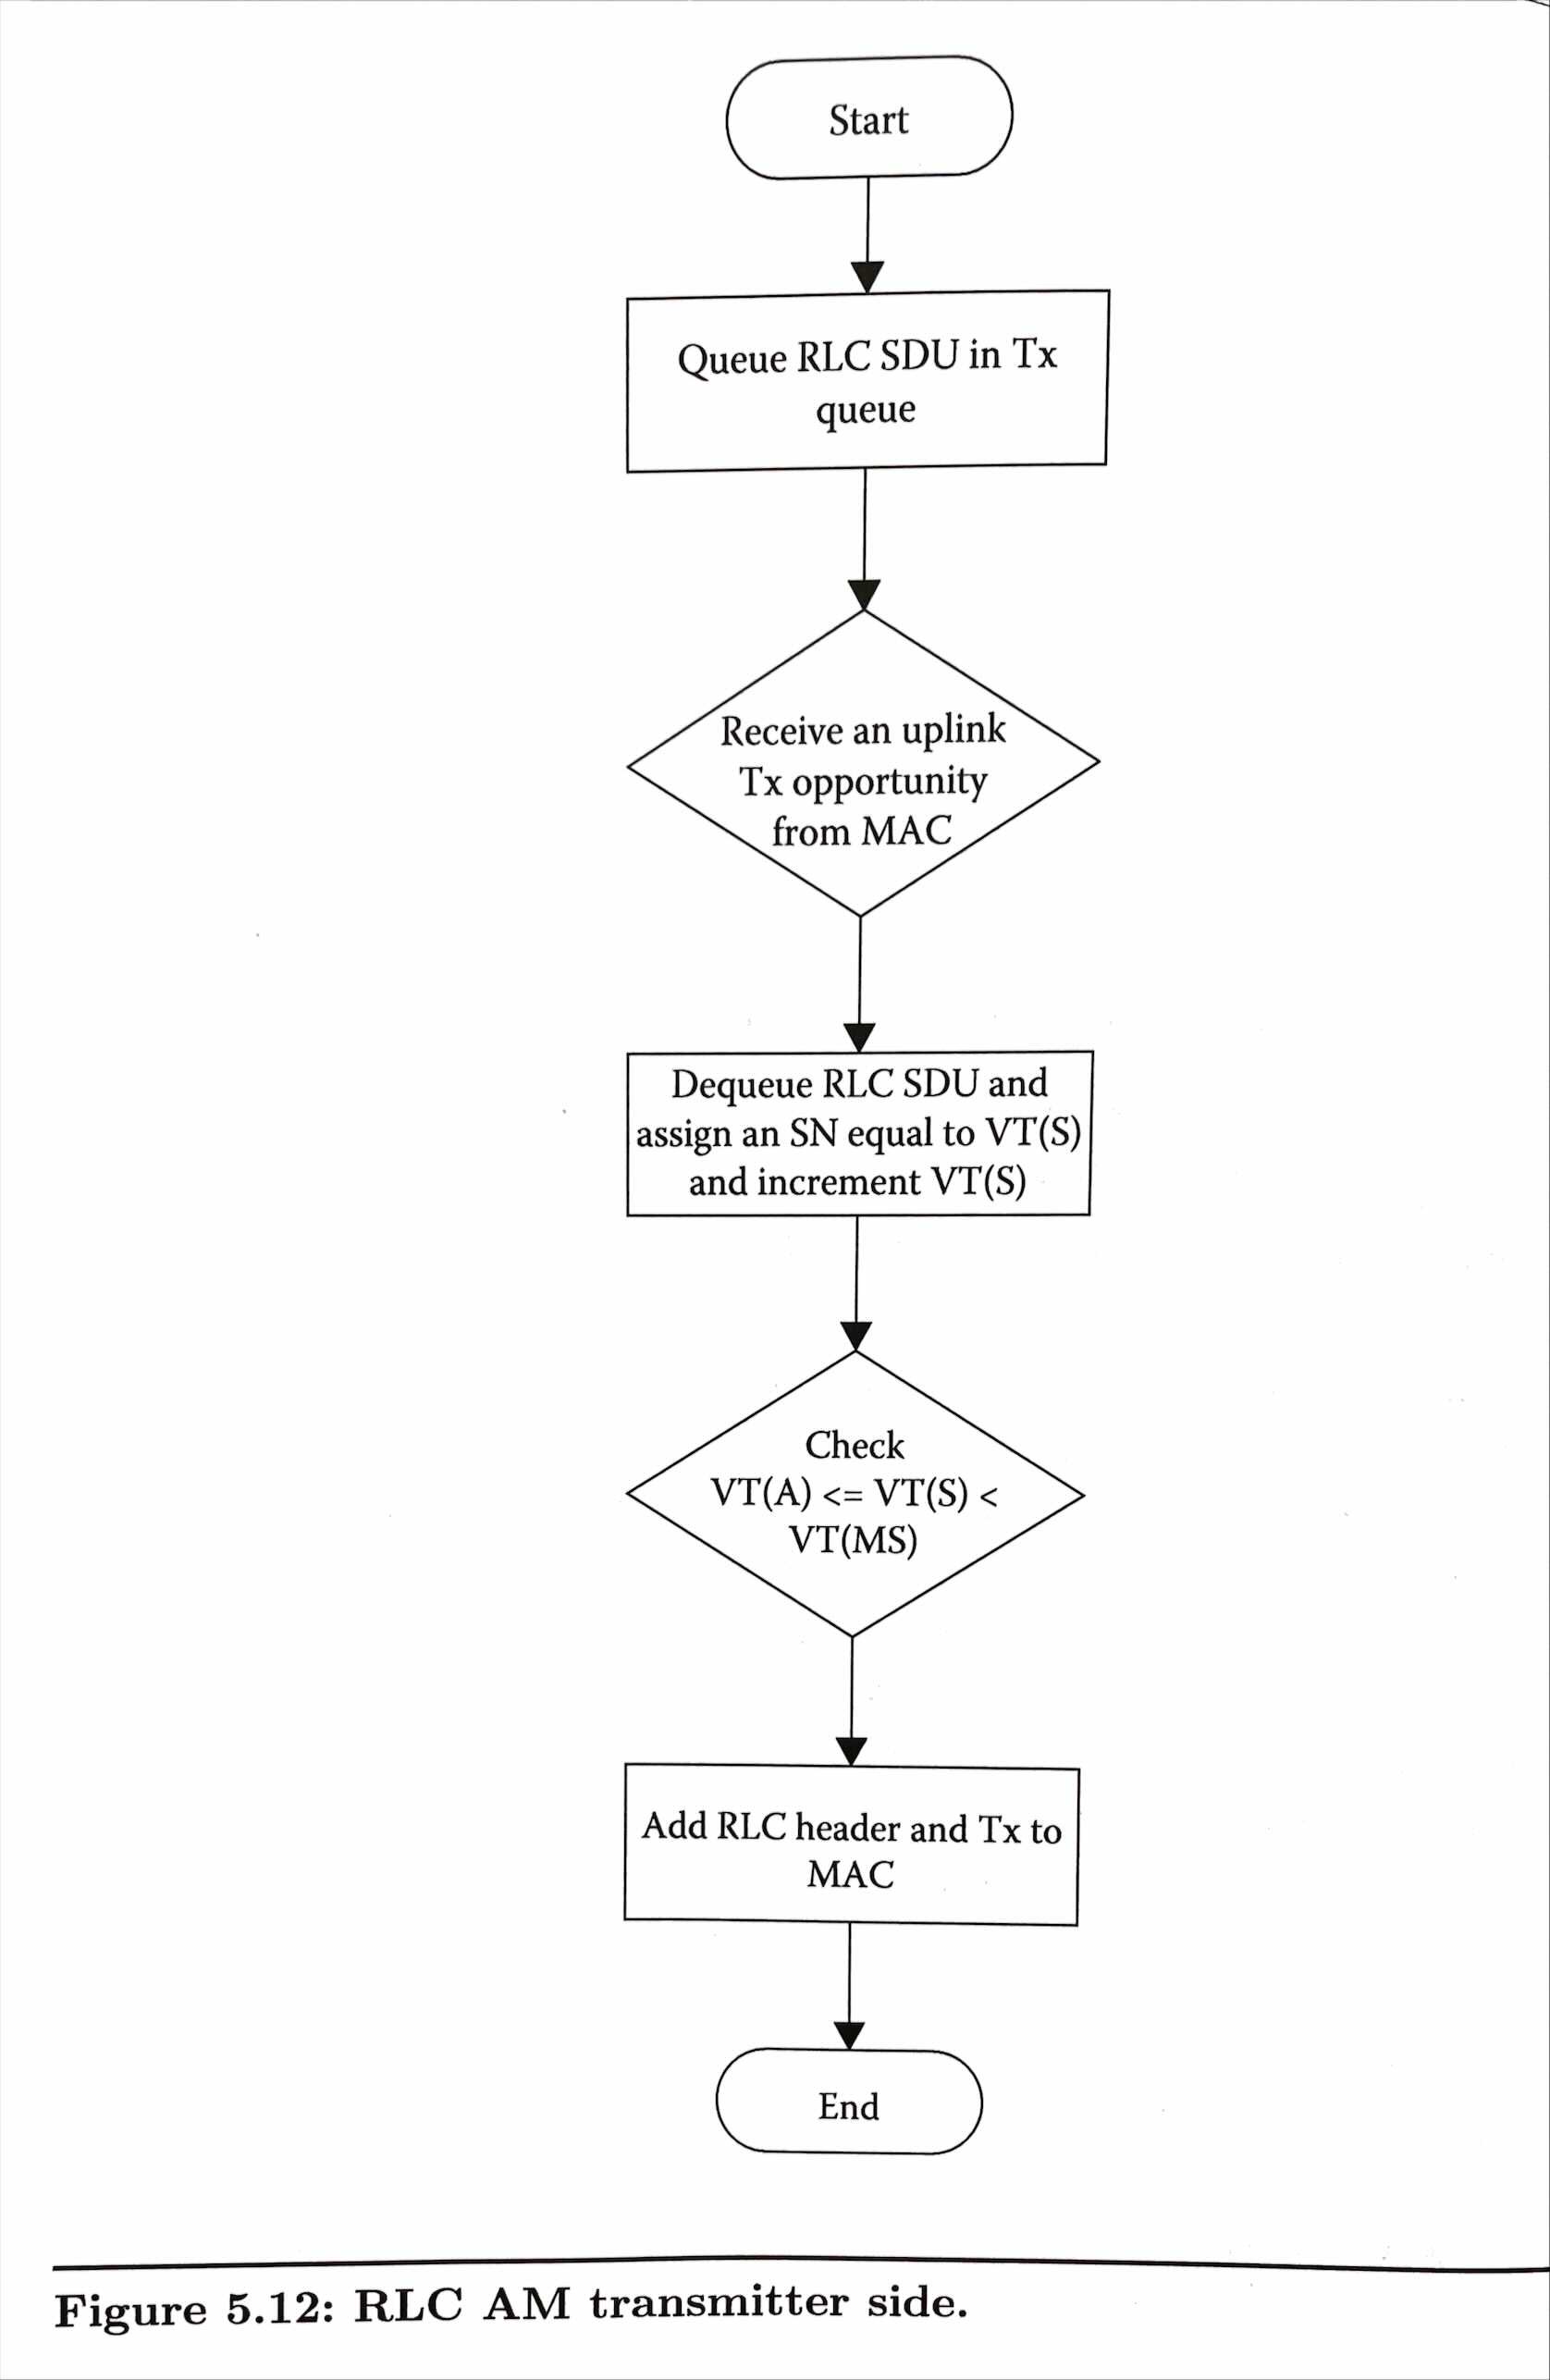 Start
Queue RLC SDU in Tx
queue
Receive an uplink
Tx opportunity
from MAC
Dequeue RLC SDU and
assign an SN equal to VT(S)
and increment VT(S)
Check
VT(A) <= VT(S) <
VT(MS)
Add RLC header and Tx to
MAC
End
Figure 5.12: RLC AM transmitter side.